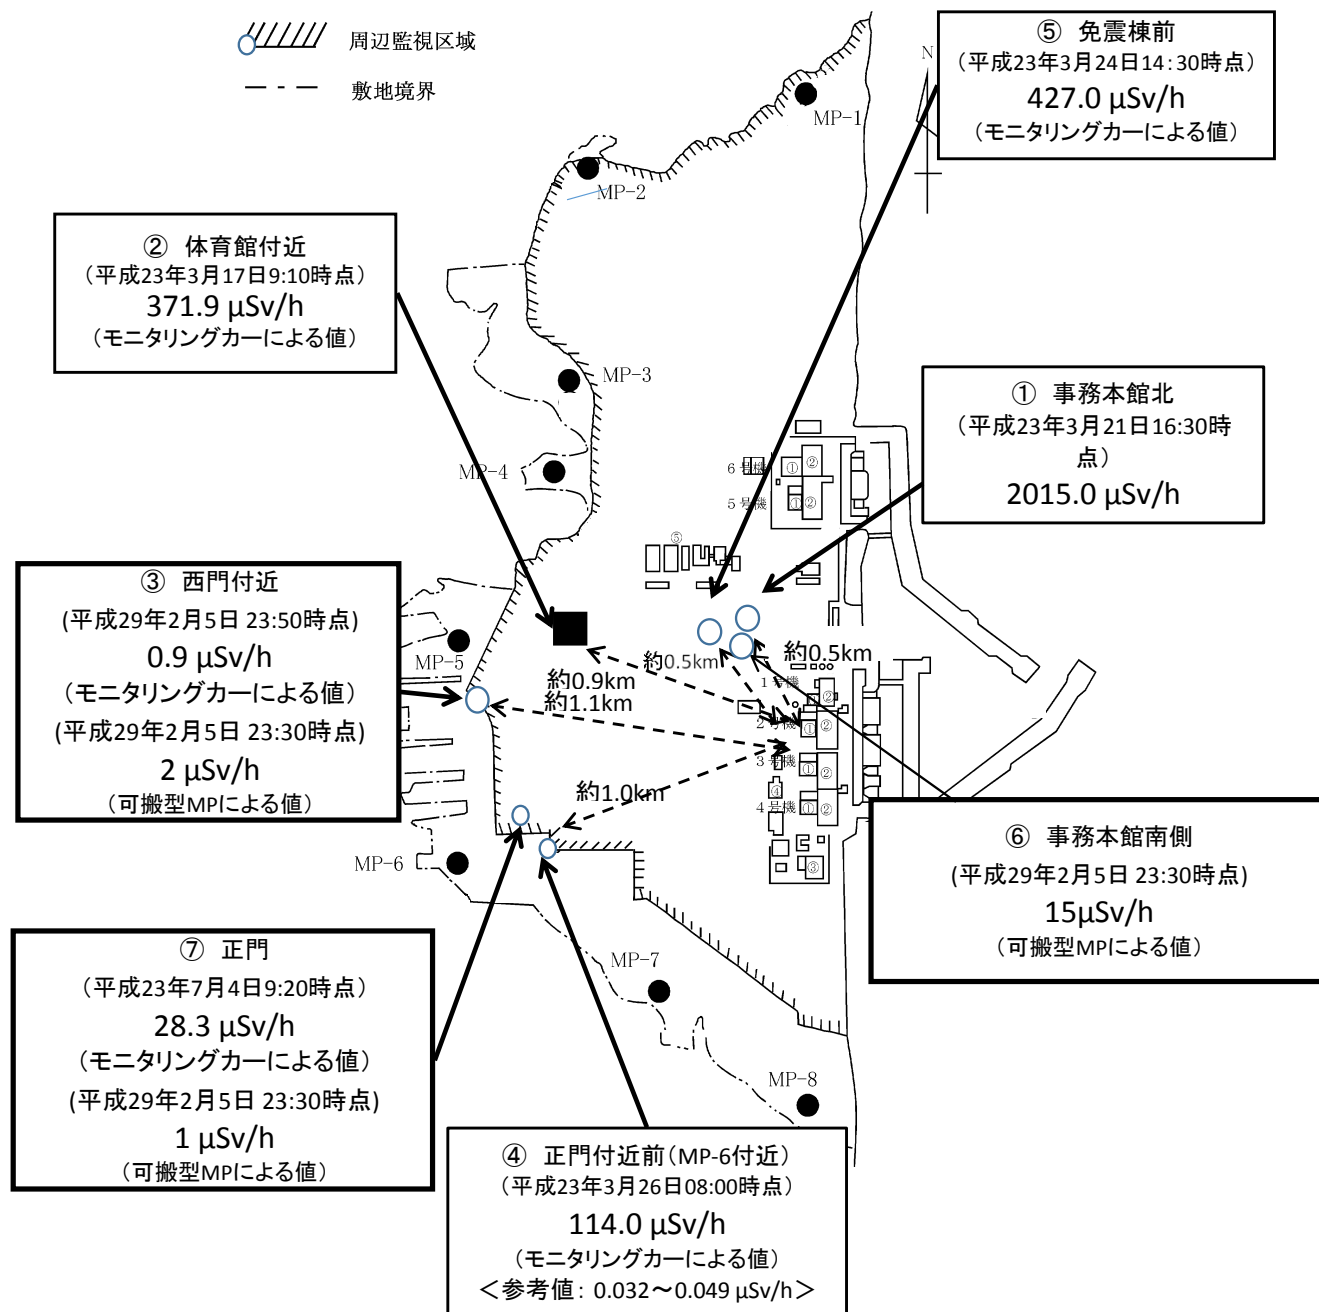 周辺監視区域
敷地境界
⑤ 免震棟前
（平成23年3月24日14:30時点）
427.0 μSv/h
（モニタリングカーによる値）
N
MP-1
MP-2
② 体育館付近
（平成23年3月17日9:10時点）
371.9 μSv/h
（モニタリングカーによる値）
MP-3
① 事務本館北
（平成23年3月21日16:30時
点）
2015.0 μSv/h
MP-4
6号機
①
②
5号機
①
②
⑤
③ 西門付近
(平成29年2月5日 23:50時点)
0.9 μSv/h
（モニタリングカーによる値）
(平成29年2月5日 23:30時点)
2 μSv/h
（可搬型MPによる値）
MP-5
約0.5km
約0.5km
約0.9km
約1.1km
1号機
②
2号機
①
②
3号機
①
②
約1.0km
④
4号機
①
②
③
MP-6
⑥ 事務本館南側
(平成29年2月5日 23:30時点)
15μSv/h
（可搬型MPによる値）
⑦ 正門
（平成23年7月4日9:20時点）
28.3 μSv/h
（モニタリングカーによる値）
(平成29年2月5日 23:30時点)
1 μSv/h
（可搬型MPによる値）
MP-7
MP-8
④ 正門付近前（MP-6付近）
（平成23年3月26日08:00時点）
114.0 μSv/h
（モニタリングカーによる値）
＜参考値：0.032～0.049 μSv/h＞